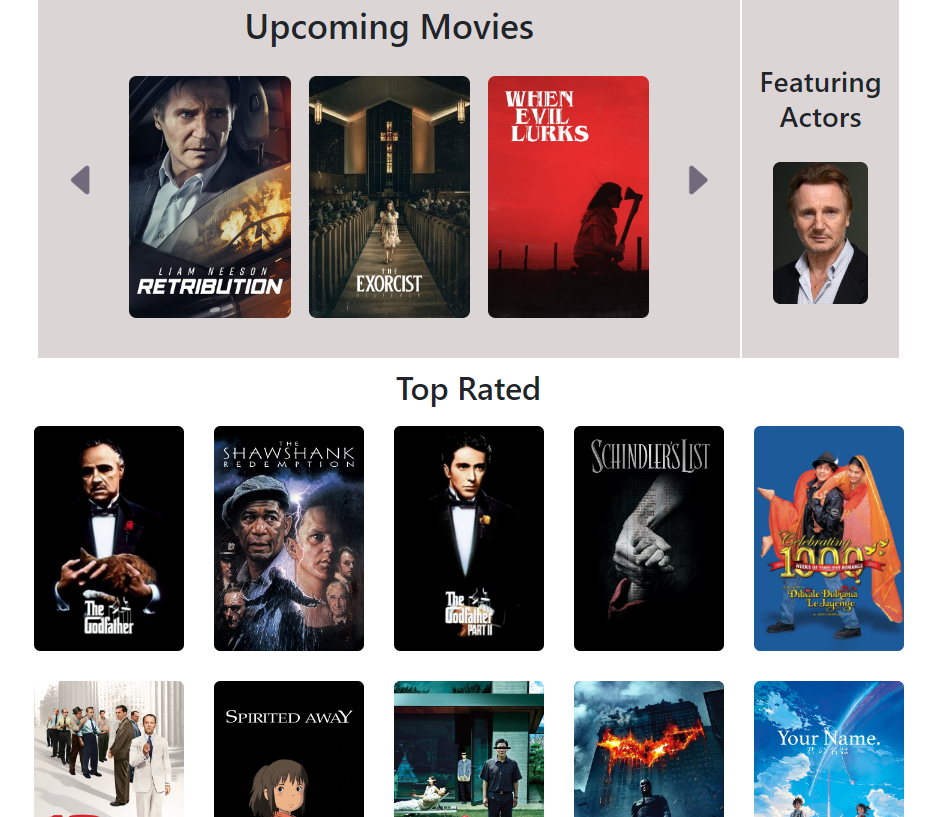 Upcoming Movies
LIAM NEESON
RETRIBUTION
THE
EXORCIST
BELIEVER
WHEN
EVIL
LURKS
Featuring
Actors
Top Rated
The
Godfather
THE
SHAWSHANK
REDEMPTION
The
Godfather
PART II
SCHINDLER'S LIST
Celebrating
1000
WEEKS OF TIMELESS ROMANCE
Dilwale Dulhania
Le Jayenge
SPIRITED AWAY
Your Name.
君の名は